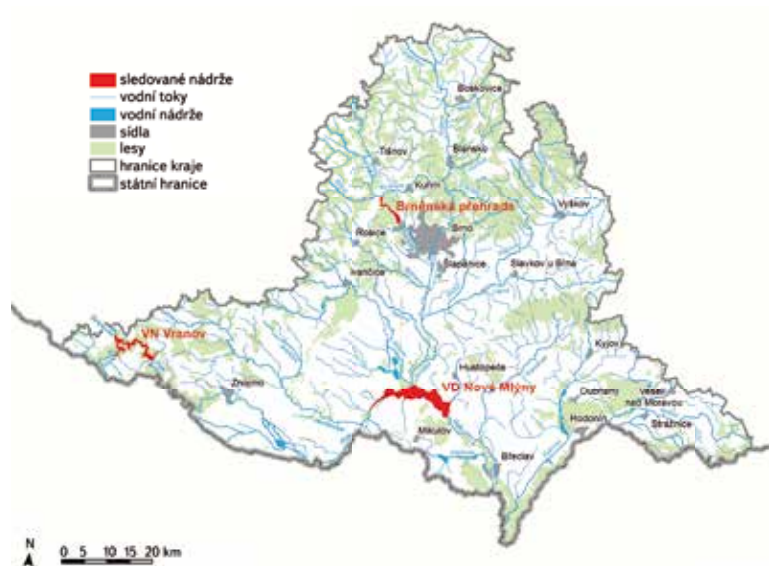 sledované nádrže
vodní toky
vodní nádrže
sídla
lesy
hranice kraje
státní hranice
Boskovice
Tišnov
Blansko
Kuřim
Brněnská přehrada
Vyškov
Rosice
Brno
Šlapanice
Slavkov u Brna
Ivančice
VN Vranov
Kyjov
Hustopeče
Znojmo
VD Nové Mlýny
Dubňany
Veselí
nad Moravou
Hodonín
Strážnice
Mikulov
Břeclav
N
0 5 10 15 20 km